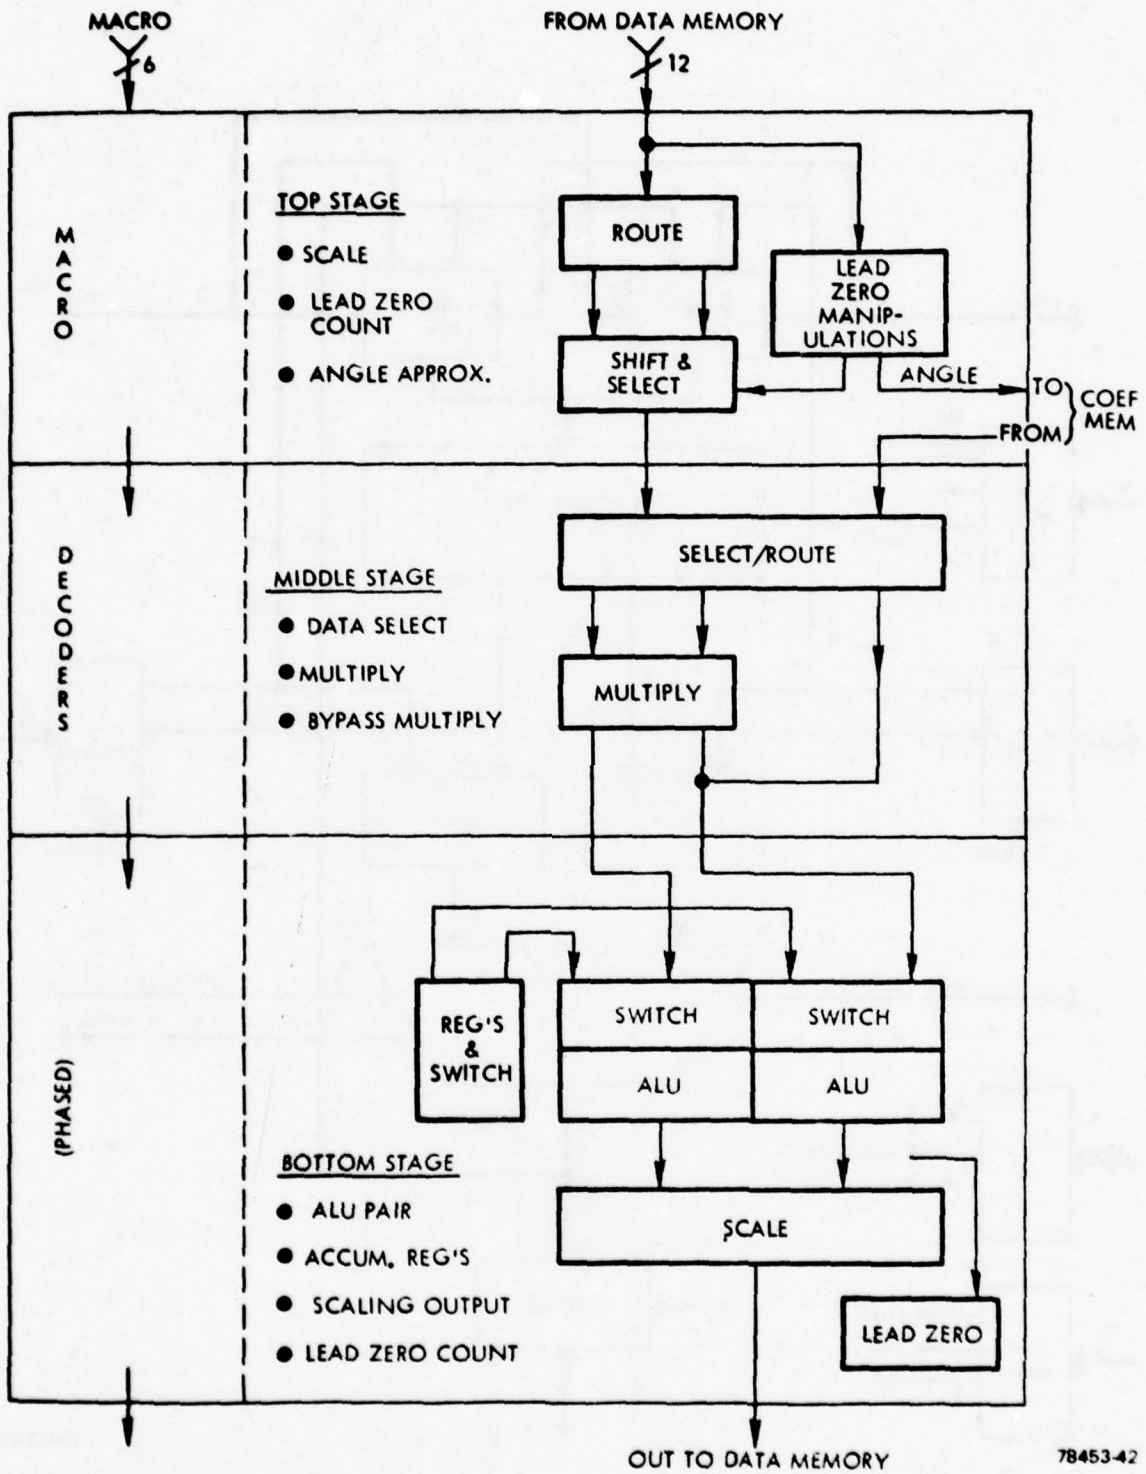 MACRO
FROM DATA MEMORY
6
12
MACRO
TOP STAGE
● SCALE
● LEAD ZERO
COUNT
● ANGLE APPROX.
ROUTE
LEAD
ZERO
MANIP-
ULATIONS
SHIFT &
SELECT
ANGLE
TO
FROM
COEF
MEM
DECODERS
MIDDLE STAGE
● DATA SELECT
● MULTIPLY
● BYPASS MULTIPLY
SELECT/ROUTE
MULTIPLY
(PHASED)
REG'S
&
SWITCH
SWITCH
SWITCH
ALU
ALU
BOTTOM STAGE
● ALU PAIR
● ACCUM. REG'S
● SCALING OUTPUT
● LEAD ZERO COUNT
SCALE
LEAD ZERO
OUT TO DATA MEMORY
78453-42